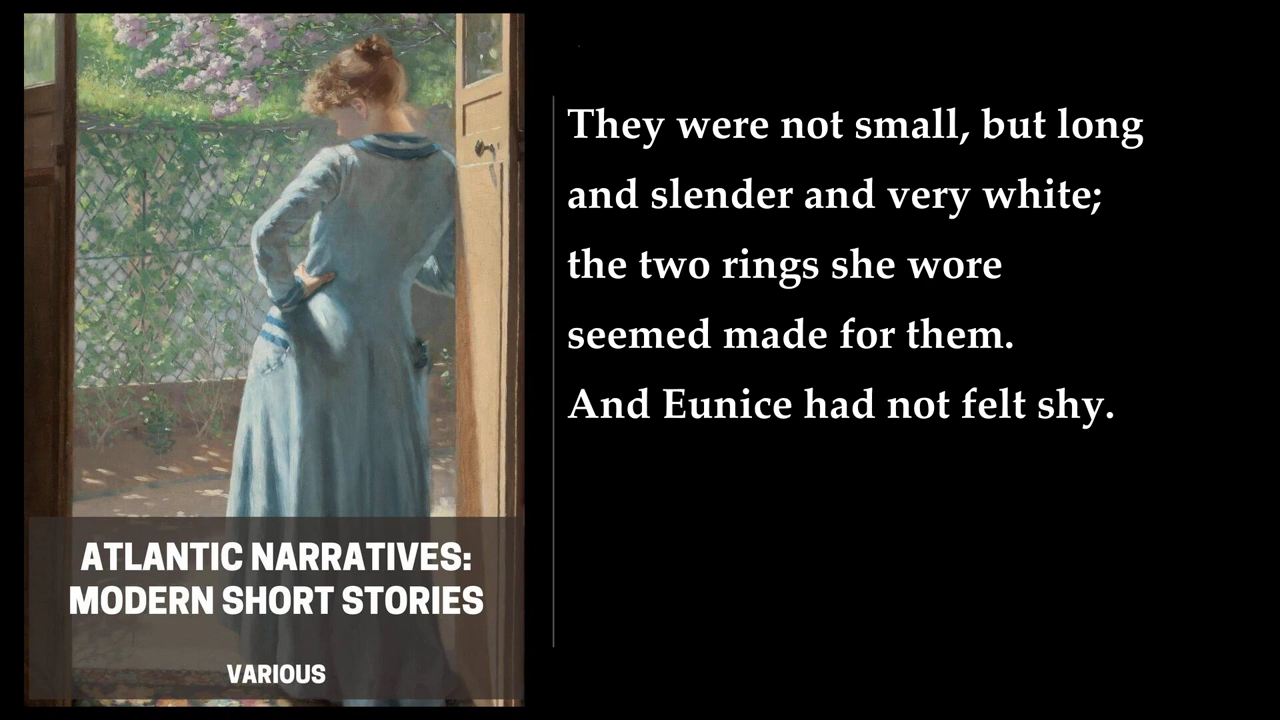 They were not small, but long
and slender and very white;
the two rings she wore
seemed made for them.
And Eunice had not felt shy.
ATLANTIC NARRATIVES:
MODERN SHORT STORIES
VARIOUS